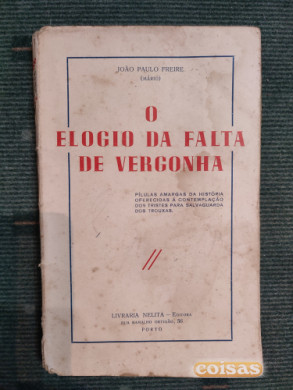 JOÃO PAULO FREIRE
(MÁRIO)
O
ELOGIO DA FALTA
DE VERGONHA
PÍLULAS AMARGAS DA HISTÓRIA
OFERECIDAS À CONTEMPLAÇÃO
DOS TRISTES PARA SALVAGUARDA
DOS TROUXAS
//
LIVRARIA NELITA — EDITORA
PORTO
coisas